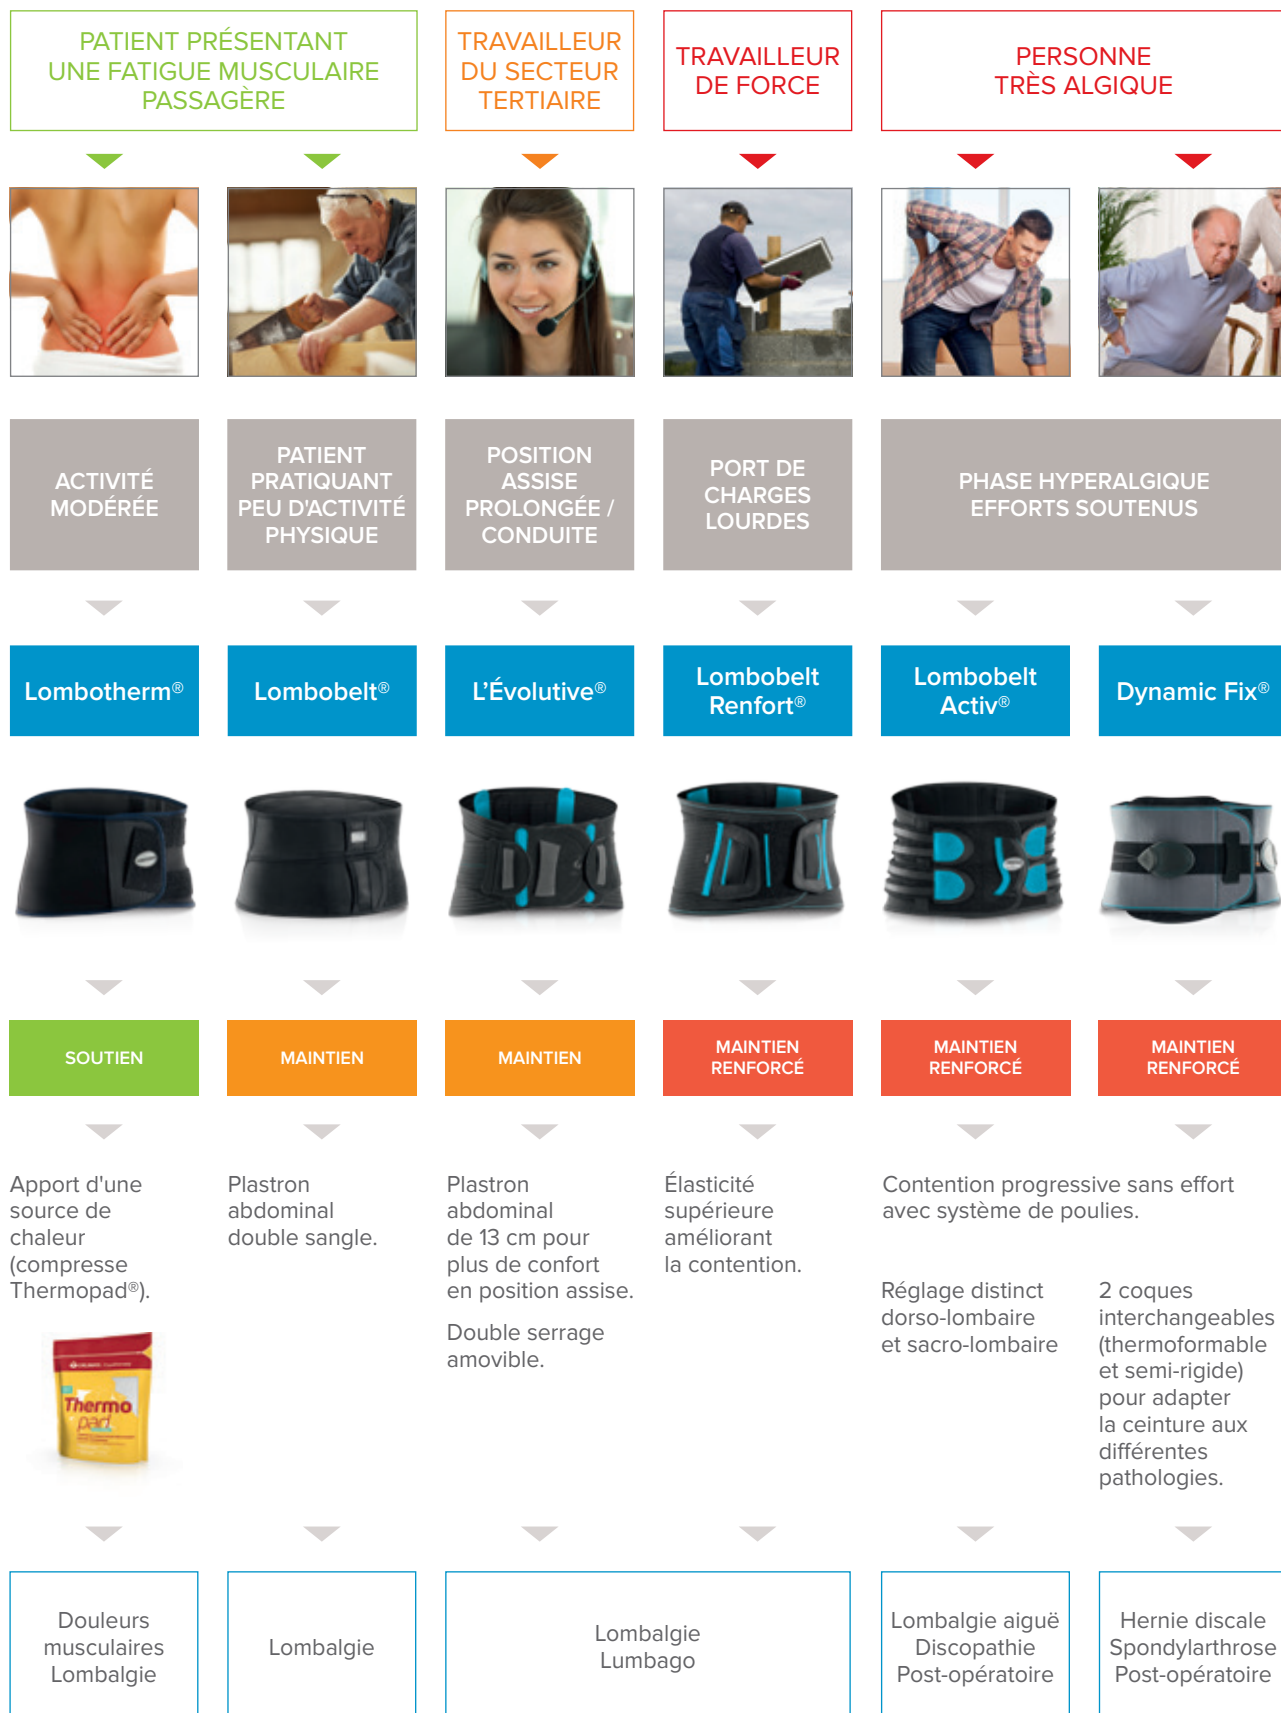 PATIENT PRÉSENTANT
UNE FATIGUE MUSCULAIRE
PASSAGÈRE
TRAVAILLEUR
DU SECTEUR
TERTIAIRE
TRAVAILLEUR
DE FORCE
PERSONNE
TRÈS ALGIQUE
ACTIVITÉ
MODÉRÉE
PATIENT
PRATIQUANT
PEU D'ACTIVITÉ
PHYSIQUE
POSITION
ASSISE
PROLONGÉE /
CONDUITE
PORT DE
CHARGES
LOURDES
PHASE HYPERALGIQUE
EFFORTS SOUTENUS
Lombotherm®
Lombobelt®
L'Évolutive®
Lombobelt
Renfort®
Lombobelt
Activ®
Dynamic Fix®
SOUTIEN
MAINTIEN
MAINTIEN
MAINTIEN
RENFORCÉ
MAINTIEN
RENFORCÉ
MAINTIEN
RENFORCÉ
Apport d'une
source de
chaleur
(compresse
Thermopad®).
Thermo
pad
Plastron
abdominal
double sangle.
Plastron
abdominal
de 13 cm pour
plus de confort
en position assise.
Double serrage
amovible.
Élasticité
supérieure
améliorant
la contention.
Contention progressive sans effort
avec système de poulies.
Réglage distinct
dorso-lombaire
et sacro-lombaire
2 coques
interchangeables
(thermoformable
et semi-rigide)
pour adapter
la ceinture aux
différentes
pathologies.
Douleurs
musculaires
Lombalgie
Lombalgie
Lombalgie
Lumbago
Lombalgie aiguë
Discopathie
Post-opératoire
Hernie discale
Spondylarthrose
Post-opératoire